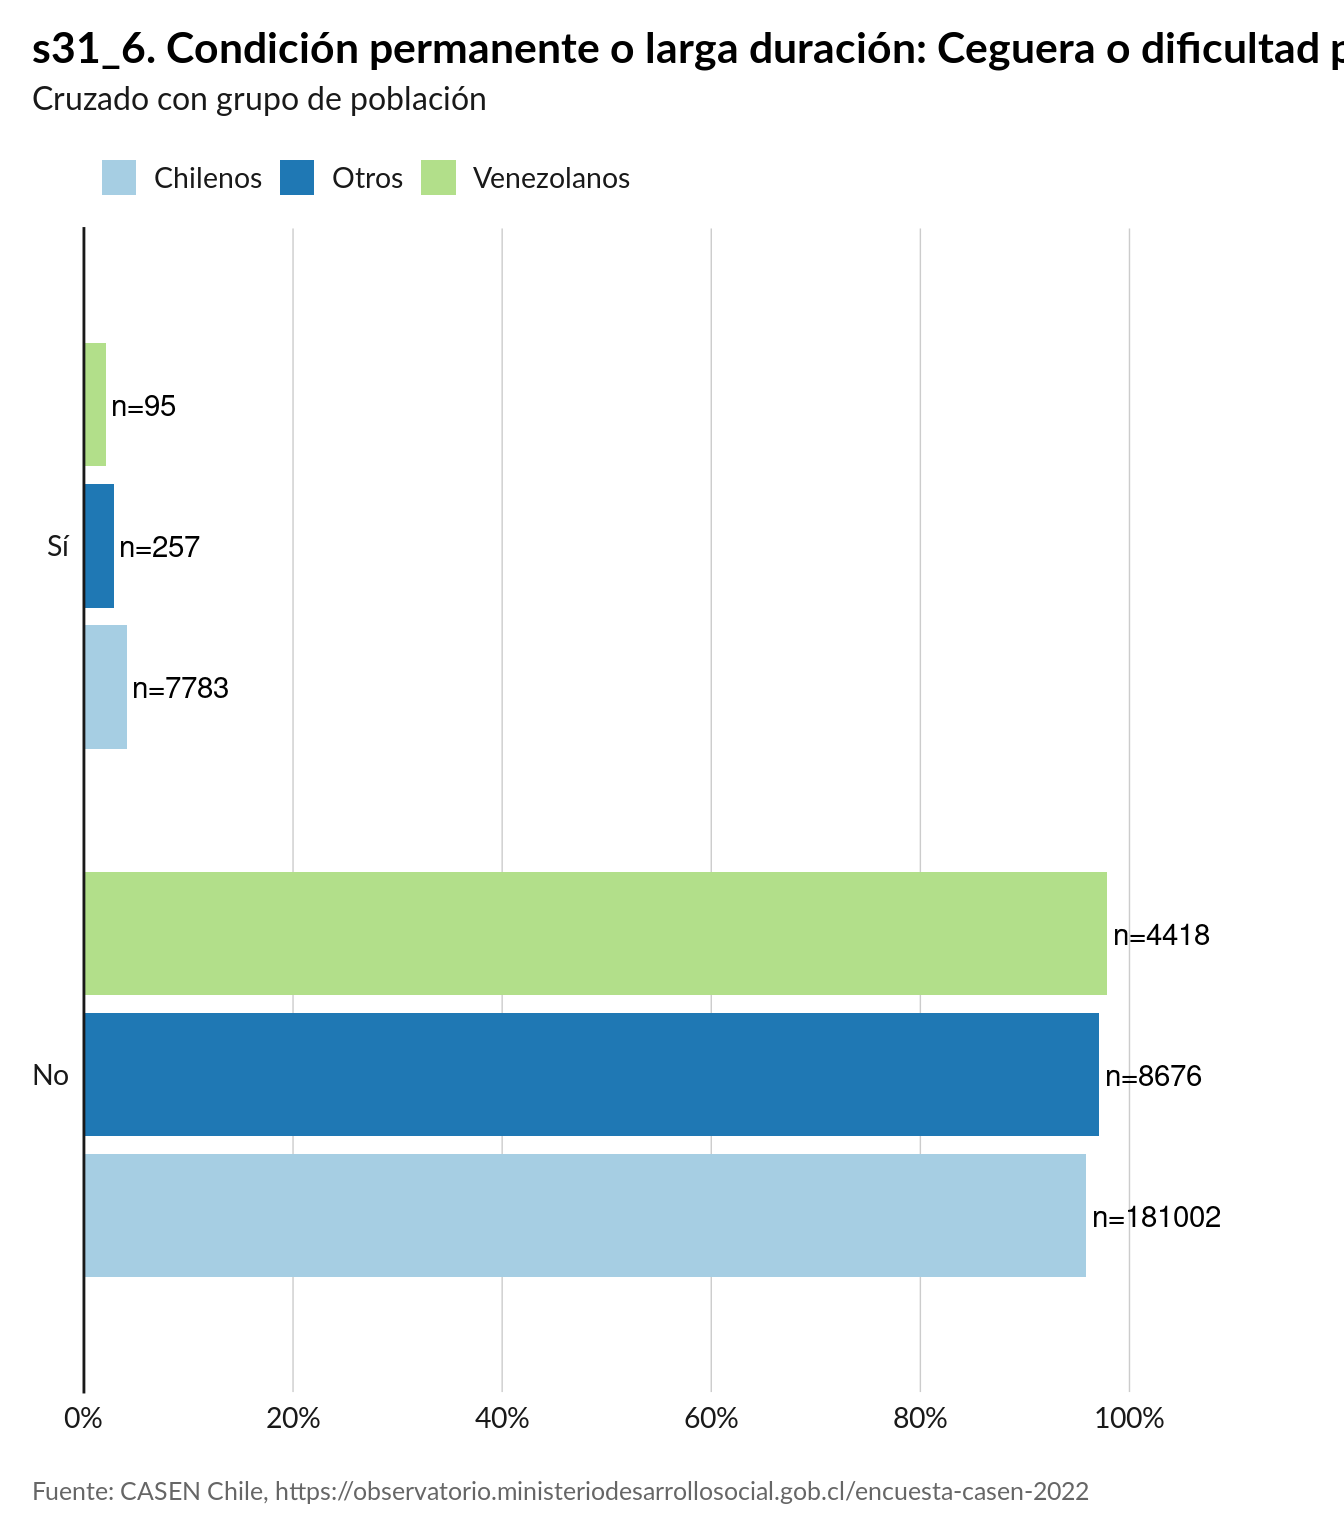 s31_6. Condición permanente o larga duración: Ceguera o dificultad
Cruzado con grupo de población
Chilenos Otros Venezolanos
n=95
Sí n=257
n=7783
n=4418
No n=8676
n=181002
0% 20% 40% 60% 80% 100%
Fuente: CASEN Chile, https://observatorio.ministeriodesarrollosocial.gob.cl/encuesta-casen-2022